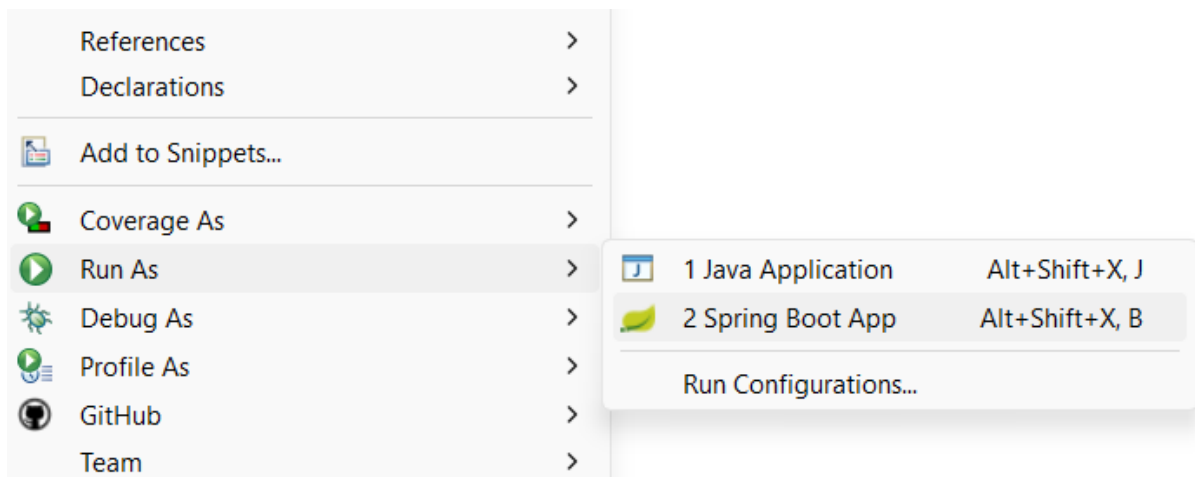 References
Declarations
Add to Snippets...
Coverage As
Run As
Debug As
Profile As
GitHub
Team
1 Java Application Alt+Shift+X, J
2 Spring Boot App Alt+Shift+X, B
Run Configurations...